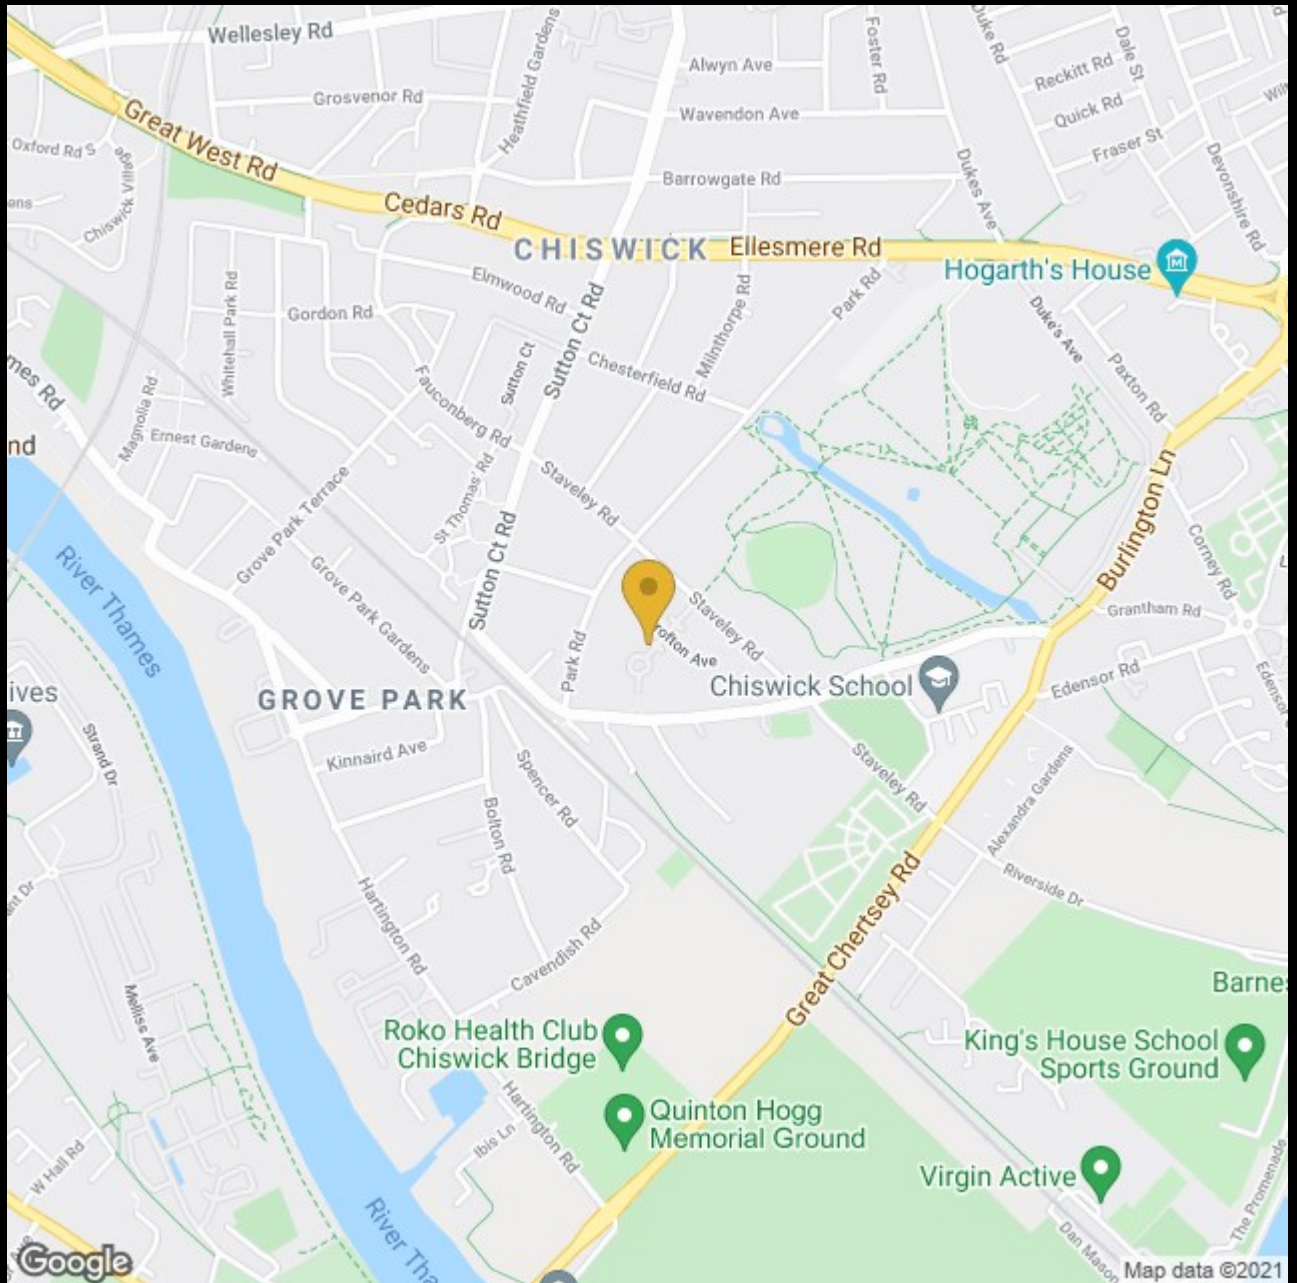 Wellesley Rd
Heathfield Gardens
Foster Rd
Duke Rd
Dale St
Alwyn Ave
Reckitt Rd
Grosvenor Rd
Wavendon Ave
Quick Rd
Great West Rd
Fraser St
Oxford Rd S
Chiswick Village
Devonshire Rd
Barrowgate Rd
Dukes Ave
Cedars Rd
CHISWICK
Ellesmere Rd
Hogarth's House
Elmwood Rd
Park Rd
Whitehall Park Rd
Gordon Rd
Sutton Ct Rd
Milnthorpe Rd
Duke's Ave
Sutton Ct
Chesterfield Rd
Paxton Rd
Magnolia Rd
Fauconberg Rd
Ernest Gardens
Staveley Rd
St Thomas' Rd
Grove Park Terrace
Burlington Ln
Corney Rd
River Thames
Sutton Ct Rd
Grove Park Gardens
Staveley Rd
Grantham Rd
Park Rd
Chiswick School
Edensor Rd
Edensor
GROVE PARK
Strand Dr
Kinnaird Ave
Spencer Rd
Staveley Rd
Bolton Rd
Alexandra Gardens
Great Chertsey Rd
Riverside Dr
Hartington Rd
Cavendish Rd
Melliss Ave
Roko Health Club
Chiswick Bridge
King's House School
Sports Ground
Quinton Hogg
Memorial Ground
Hartington Rd
Ibis Ln
W Hall Rd
Virgin Active
The Promenade
River
Dan Mason
Google
Map data ©2021